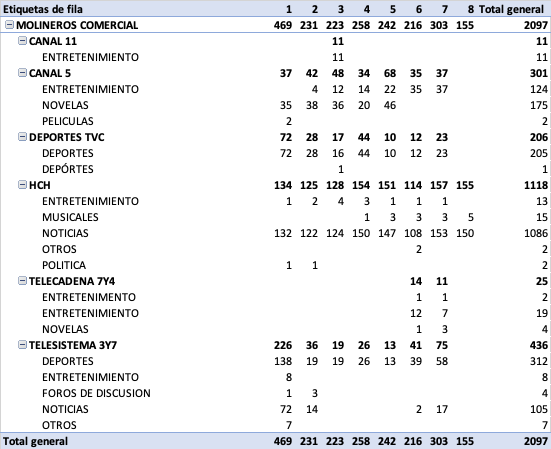 Etiquetas de fila 1 2 3 4 5 6 7 8 Total general
MOLINEROS COMERCIAL 469 231 223 258 242 216 303 155 2097
CANAL 11 11 11
ENTRETENIMIENTO 11 11
CANAL 5 37 42 48 34 68 35 37 301
ENTRETENIMIENTO 4 12 14 22 35 37 124
NOVELAS 35 38 36 20 46 175
PELICULAS 2 2
DEPORTES TVC 72 28 17 44 10 12 23 206
DEPORTES 72 28 16 44 10 12 23 205
DEPÓRTES 1 1
HCH 134 125 128 154 151 114 157 155 1118
ENTRETENIMIENTO 1 2 4 3 1 1 1 13
MUSICALES 1 3 3 3 5 15
NOTICIAS 132 122 124 150 147 108 153 150 1086
OTROS 2 2
POLITICA 1 1 2
TELECADENA 7Y4 14 11 25
ENTRETENIMENTO 1 1 2
ENTRETENIMIENTO 12 7 19
NOVELAS 1 3 4
TELESISTEMA 3Y7 226 36 19 26 13 41 75 436
DEPORTES 138 19 19 26 13 39 58 312
ENTRETENIMIENTO 8 8
FOROS DE DISCUSION 1 3 4
NOTICIAS 72 14 2 17 105
OTROS 7 7
Total general 469 231 223 258 242 216 303 155 2097